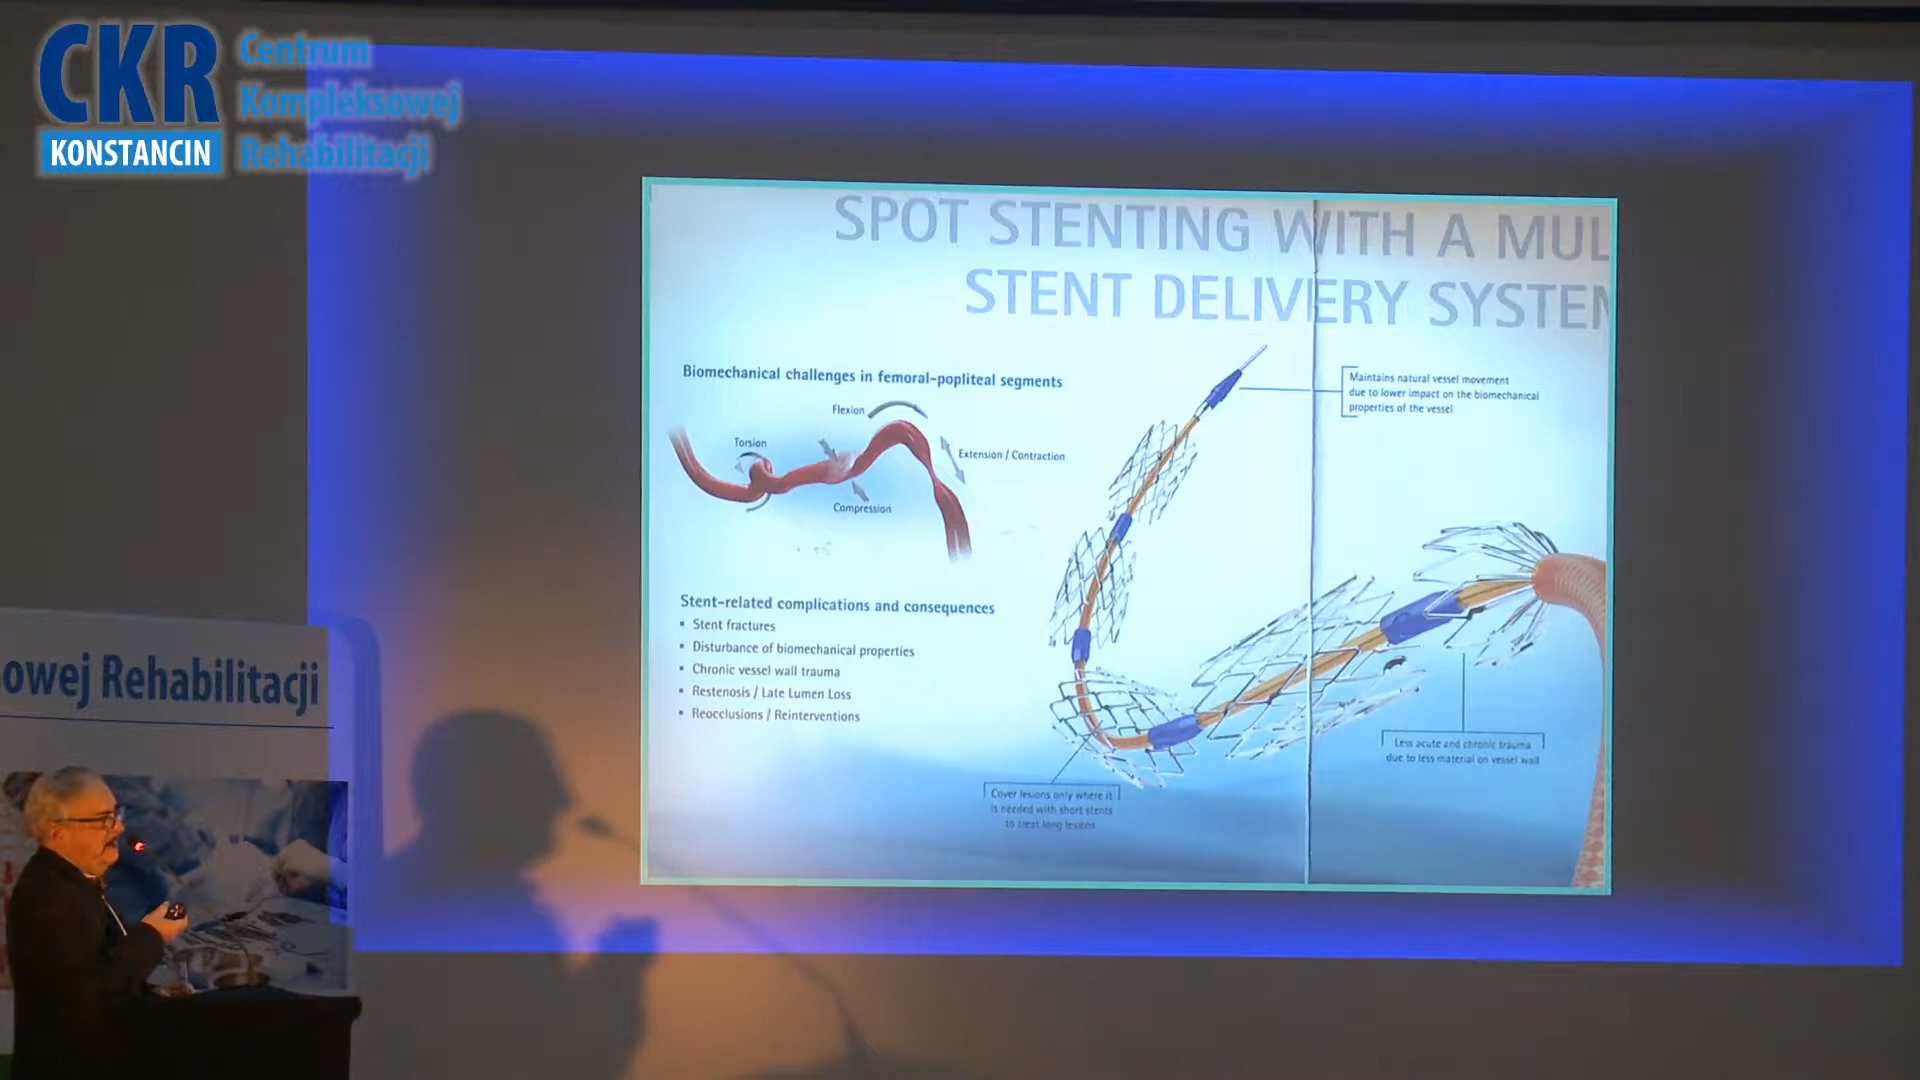 CKR
KONSTANCIN
Centrum
Kompleksowej
Rehabilitacji
SPOT STENTING WITH A MUL
STENT DELIVERY SYSTEM
Biomechanical challenges in femoral-popliteal segments
Flexion
Torsion
Extension / Contraction
Compression
Maintains natural vessel movement
due to lower impact on the biomechanical
properties of the vessel
Stent-related complications and consequences
▪ Stent fractures
▪ Disturbance of biomechanical properties
▪ Chronic vessel wall trauma
▪ Restenosis / Late Lumen Loss
▪ Reocclusions / Reinterventions
Less acute and chronic trauma
due to less material on vessel wall
Cover lesions only where it
is needed with short stents
to treat long lesions
owej Rehabilitacji